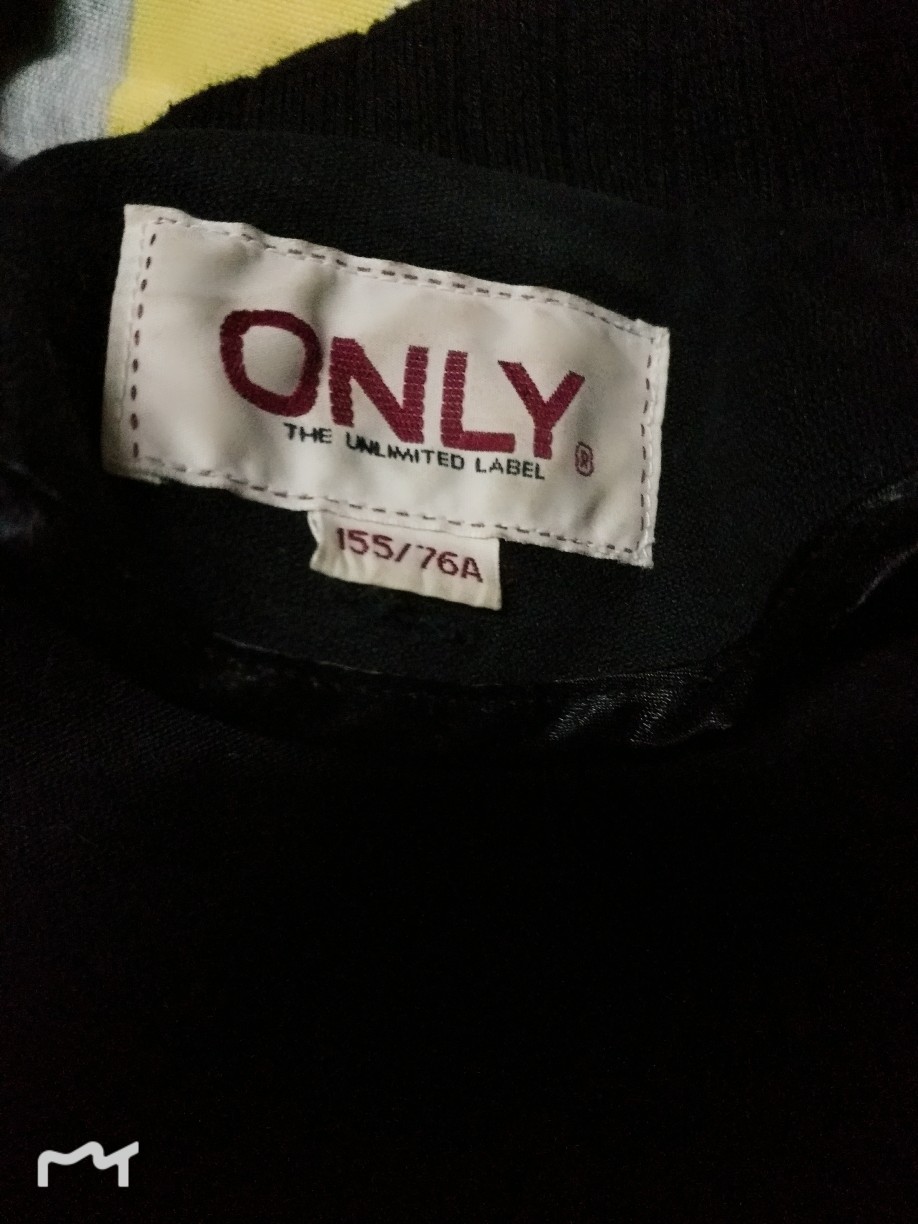 ONLY
THE UNLIMITED LABEL ®
155/76A